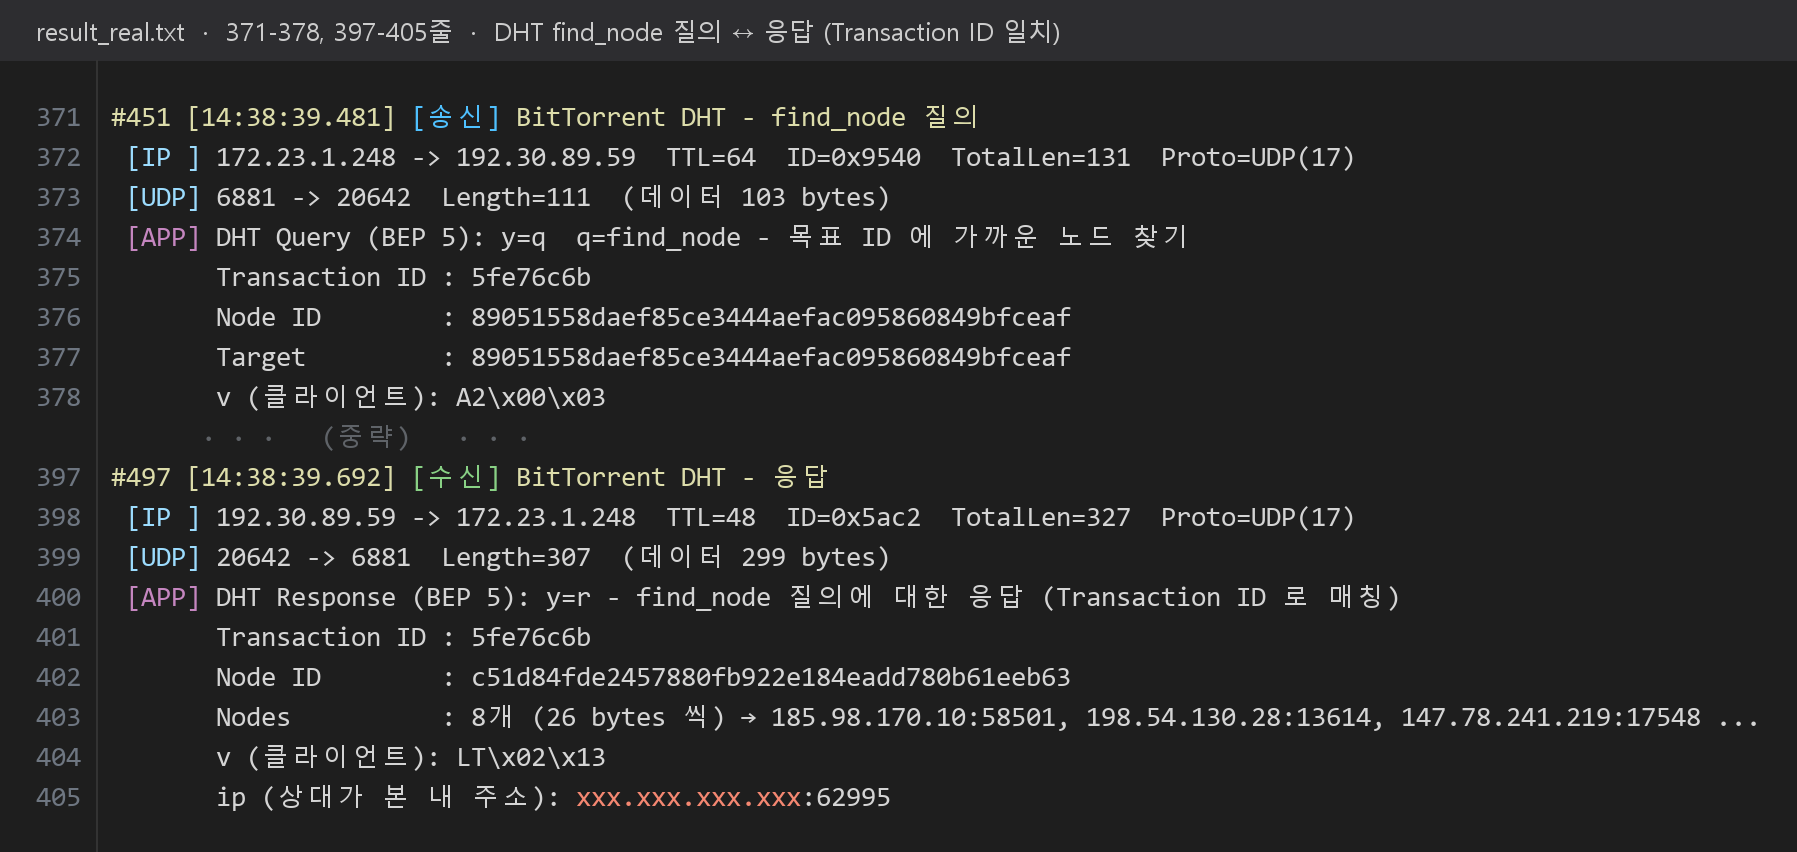 result_real.txt · 371-378, 397-405줄 · DHT find_node 질의 ↔ 응답 (Transaction ID 일치)
371 #451 [14:38:39.481] [송신] BitTorrent DHT - find_node 질의
372 [IP ] 172.23.1.248 -> 192.30.89.59 TTL=64 ID=0x9540 TotalLen=131 Proto=UDP(17)
373 [UDP] 6881 -> 20642 Length=111 (데이터 103 bytes)
374 [APP] DHT Query (BEP 5): y=q q=find_node - 목표 ID 에 가까운 노드 찾기
375 Transaction ID : 5fe76c6b
376 Node ID : 89051558daef85ce3444aefac095860849bfceaf
377 Target : 89051558daef85ce3444aefac095860849bfceaf
378 v (클라이언트): A2\x00\x03
· · · (중략) · · ·
397 #497 [14:38:39.692] [수신] BitTorrent DHT - 응답
398 [IP ] 192.30.89.59 -> 172.23.1.248 TTL=48 ID=0x5ac2 TotalLen=327 Proto=UDP(17)
399 [UDP] 20642 -> 6881 Length=307 (데이터 299 bytes)
400 [APP] DHT Response (BEP 5): y=r - find_node 질의에 대한 응답 (Transaction ID 로 매칭)
401 Transaction ID : 5fe76c6b
402 Node ID : c51d84fde2457880fb922e184eadd780b61eeb63
403 Nodes : 8개 (26 bytes 씩) → 185.98.170.10:58501, 198.54.130.28:13614, 147.78.241.219:17548 ...
404 v (클라이언트): LT\x02\x13
405 ip (상대가 본 내 주소): xxx.xxx.xxx.xxx:62995